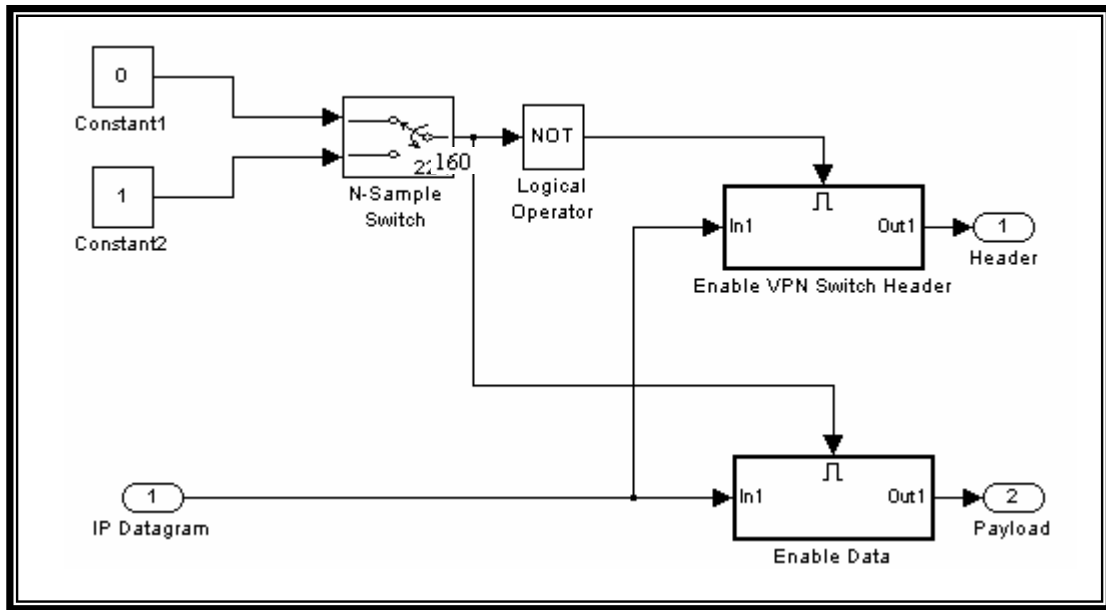 0
Constant1
1
Constant2
160
N-Sample
Switch
NOT
Logical
Operator
In1
Out1
Enable VPN Switch Header
1
Header
1
IP Datagram
In1
Out1
Enable Data
2
Payload